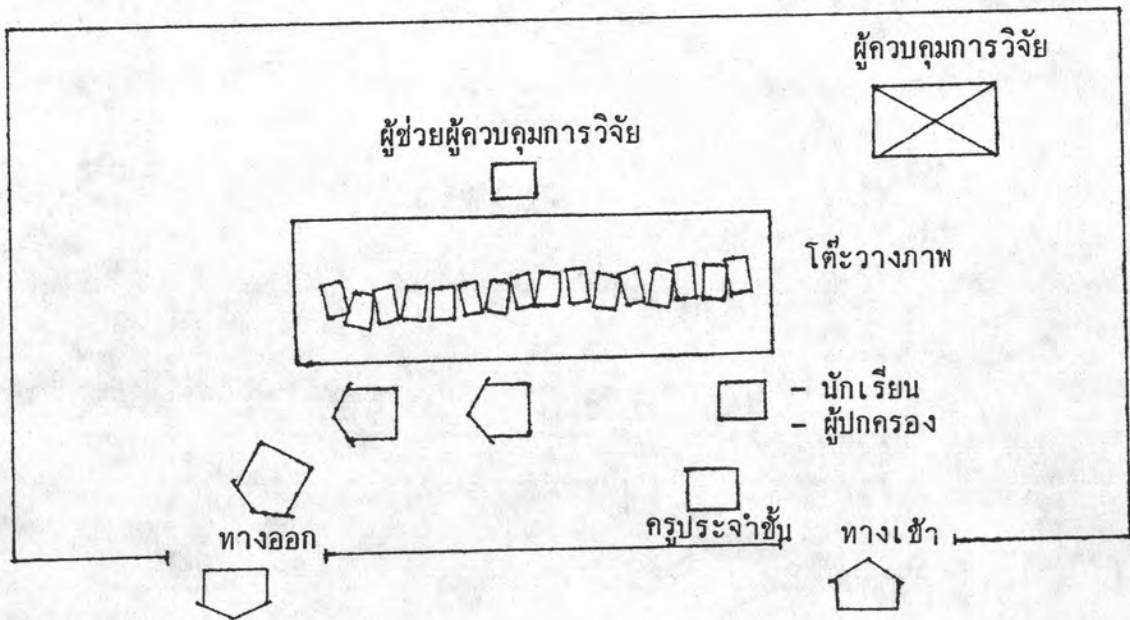 ผู้ควบคุมการวิจัย
ผู้ช่วยผู้ควบคุมการวิจัย
โต๊ะวางภาพ
- นักเรียน
- ผู้ปกครอง
ครูประจำชั้น
ทางออก
ทางเข้า